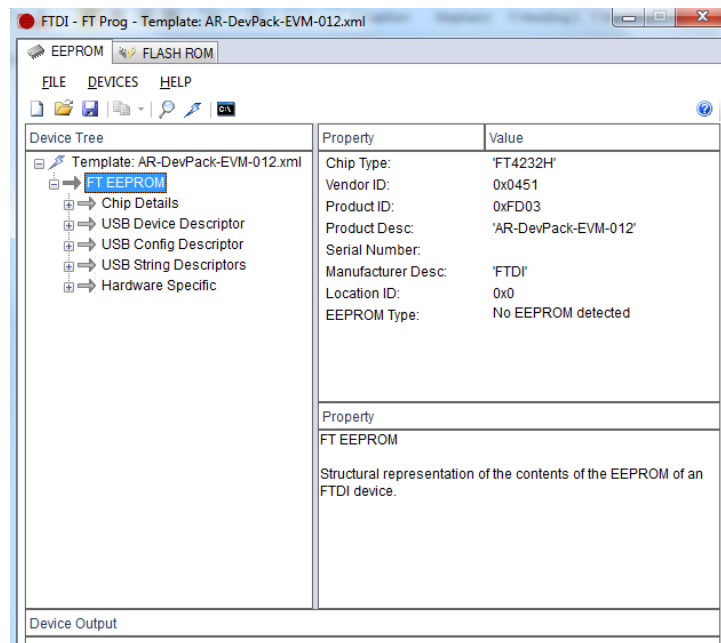 FTDI - FT Prog - Template: AR-DevPack-EVM-012.xml
EEPROM FLASH ROM
FILE DEVICES HELP
C:\
Device Tree
Template: AR-DevPack-EVM-012.xml
FT EEPROM
Chip Details
USB Device Descriptor
USB Config Descriptor
USB String Descriptors
Hardware Specific
Property Value
Chip Type: 'FT4232H'
Vendor ID: 0x0451
Product ID: 0xFD03
Product Desc: 'AR-DevPack-EVM-012'
Serial Number:
Manufacturer Desc: 'FTDI'
Location ID: 0x0
EEPROM Type: No EEPROM detected
Property
FT EEPROM
Structural representation of the contents of the EEPROM of an
FTDI device.
Device Output